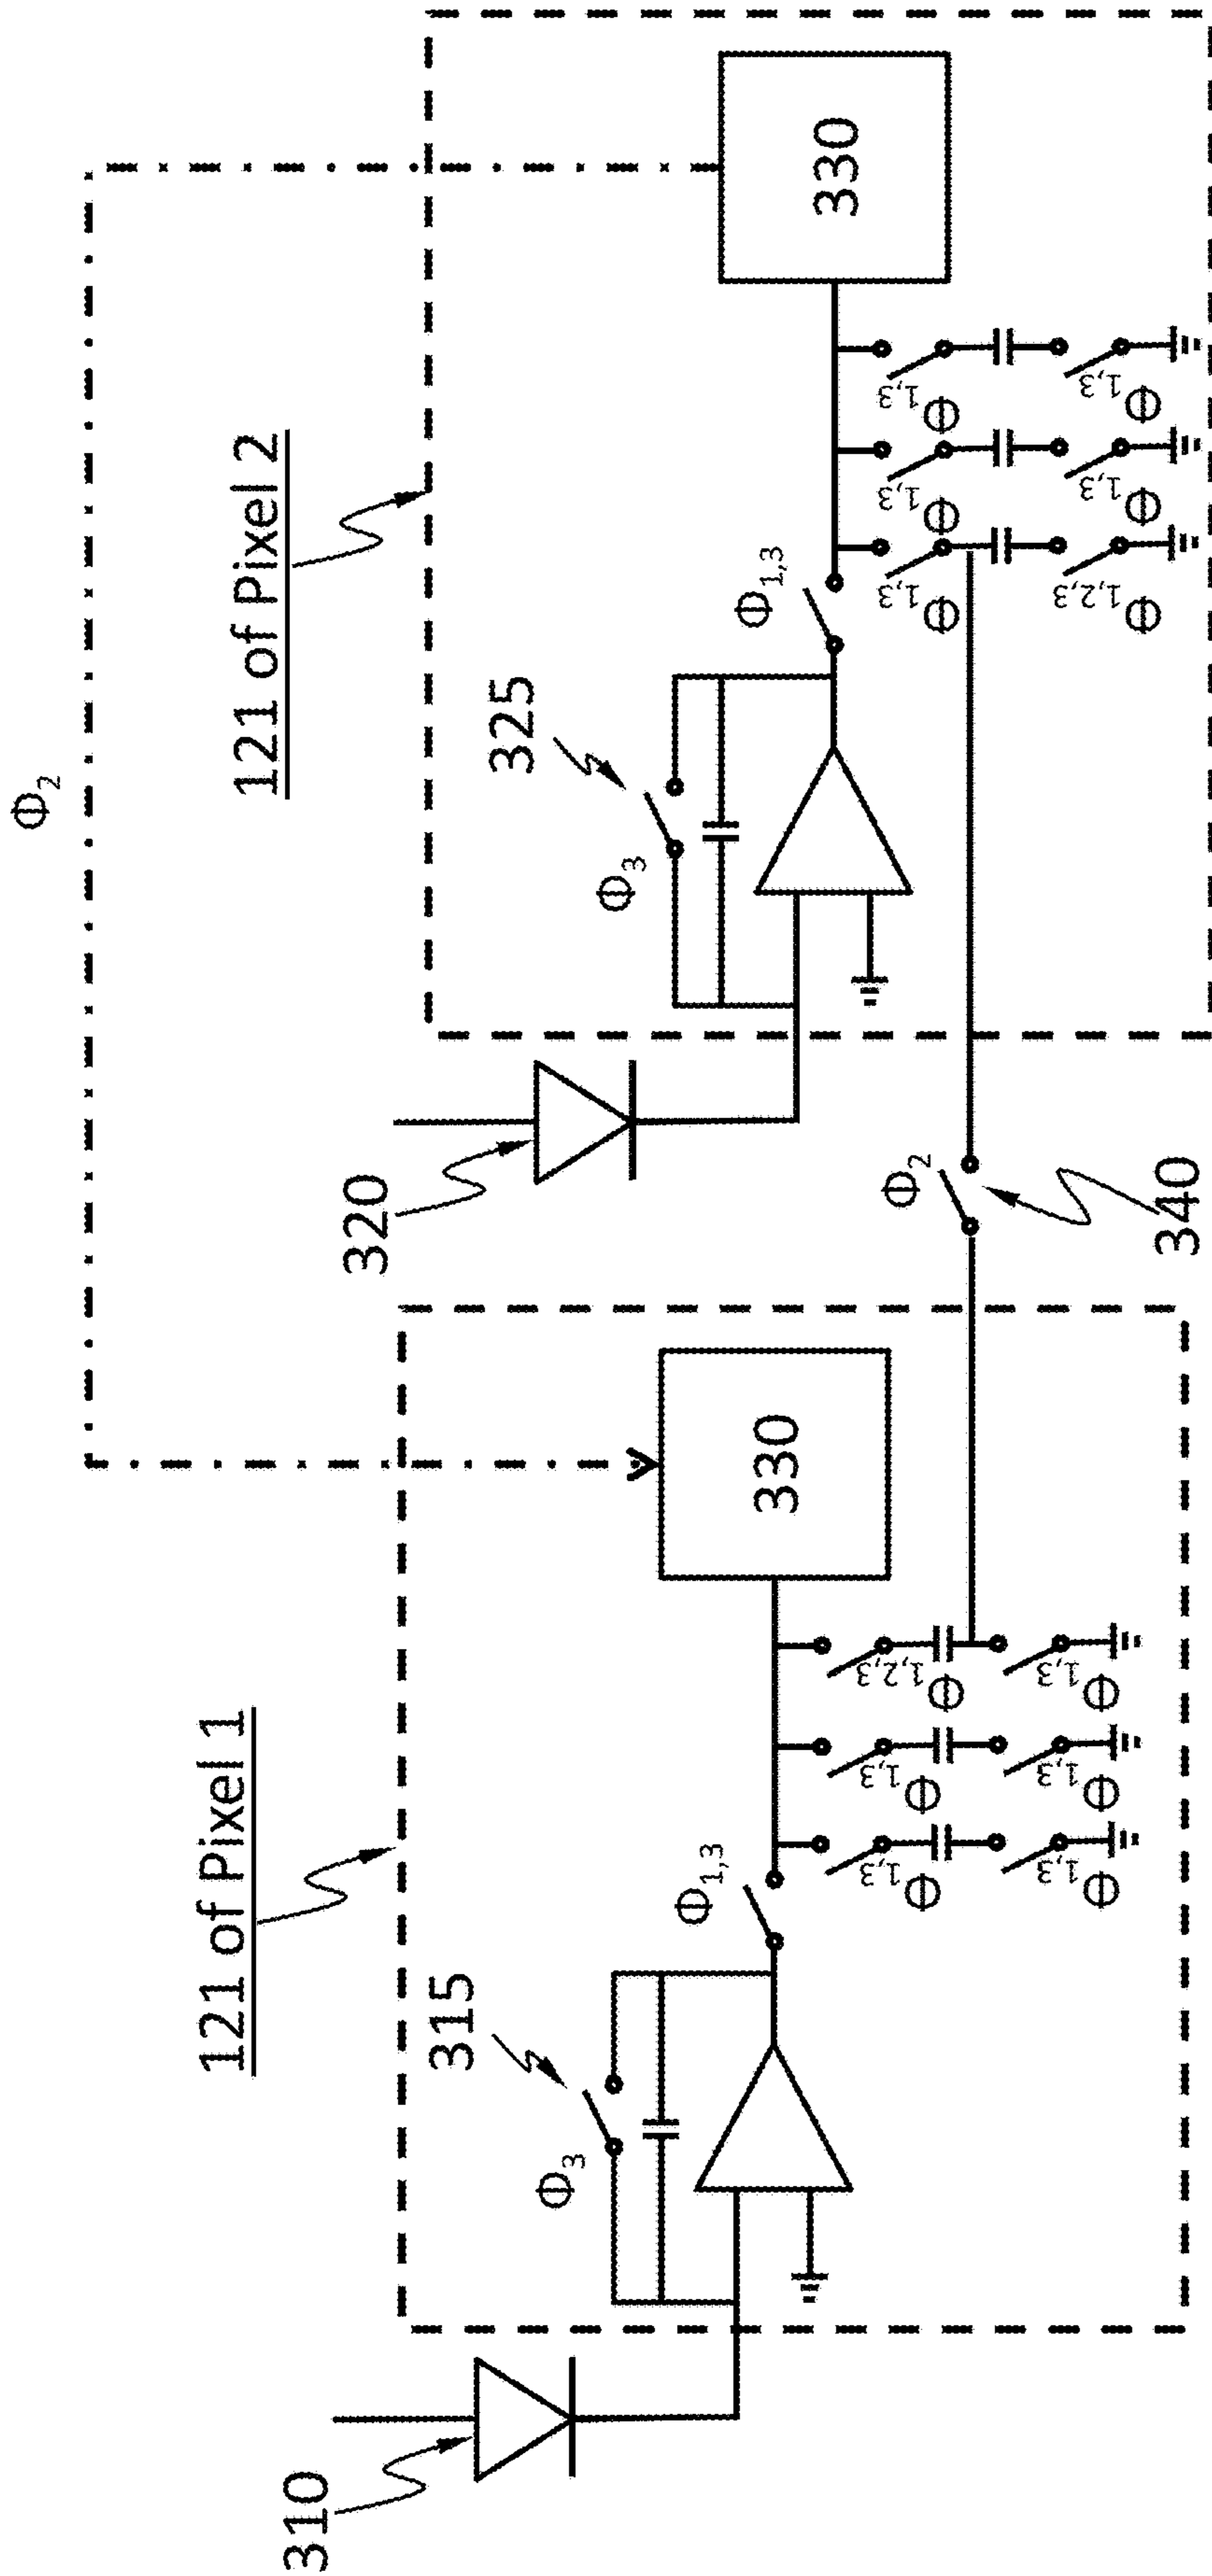 Φ₂
121 of Pixel 1
121 of Pixel 2
310
315
Φ₃
Φ₁,₃
330
Φ₁,₃
Φ₁,₃
Φ₁,₂,₃
Φ₁,₃
Φ₁,₃
Φ₁,₃
320
325
Φ₃
Φ₁,₃
330
Φ₂
340
Φ₁,₃
Φ₁,₃
Φ₁,₃
Φ₁,₂,₃
Φ₁,₃
Φ₁,₃